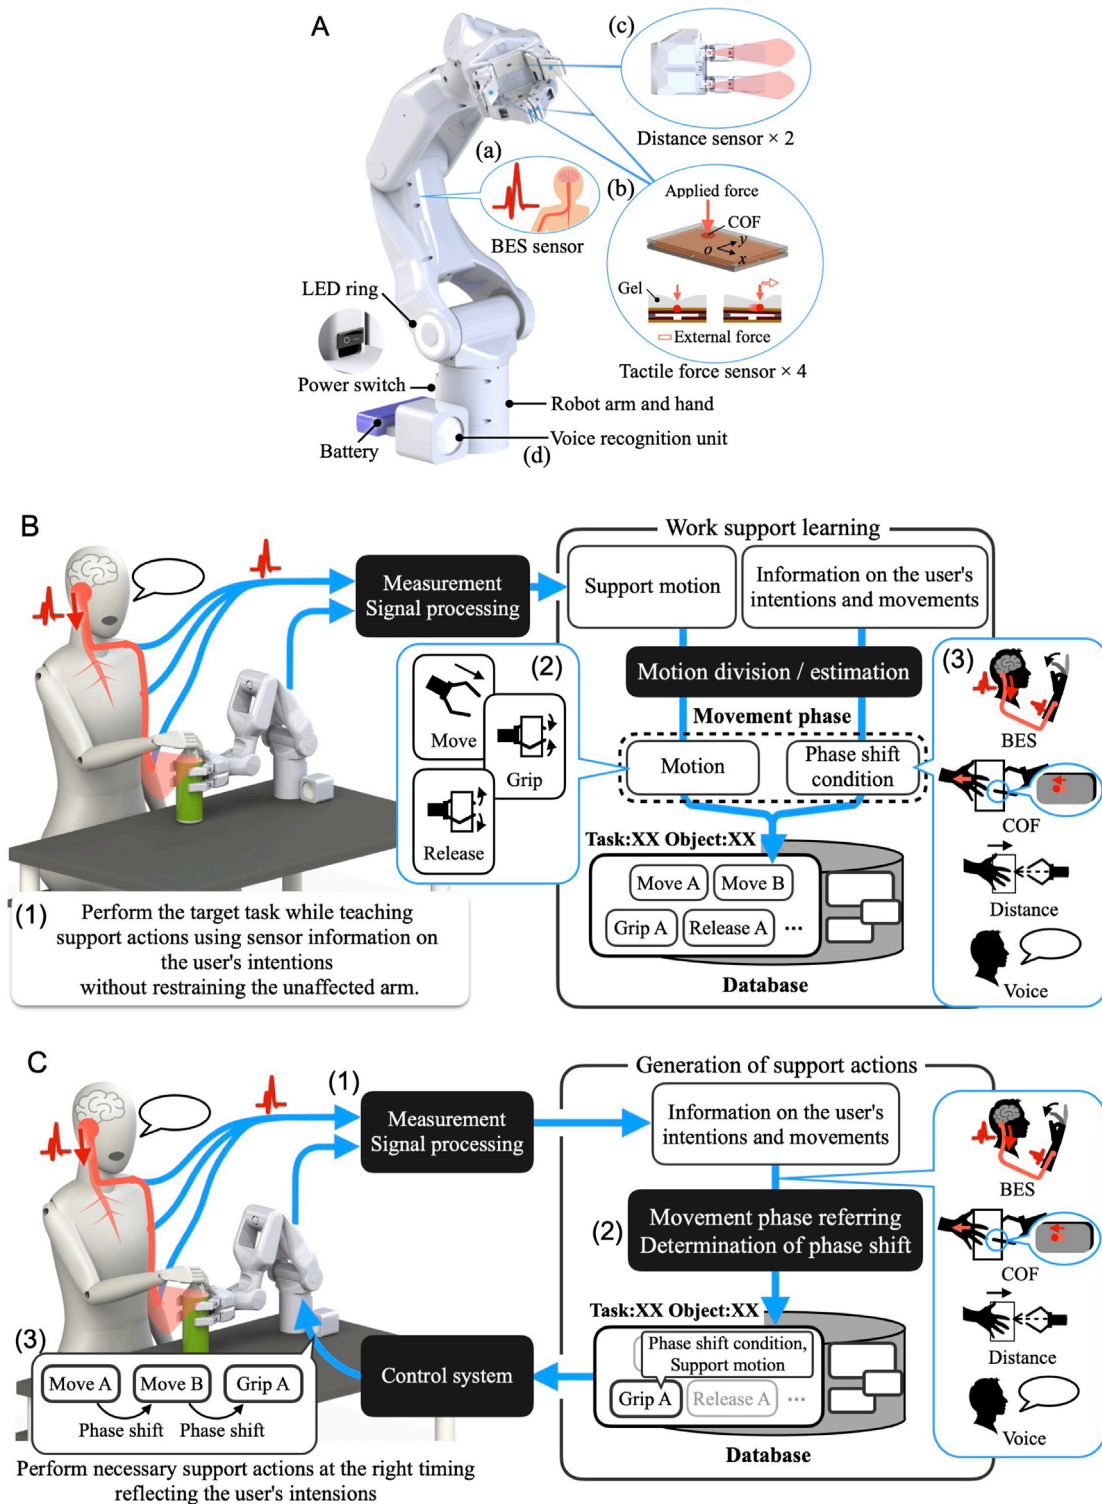 A
(c)
Distance sensor × 2
(a)
BES sensor
(b)
Applied force
COF
y
o
x
Gel
External force
Tactile force sensor × 4
LED ring
Power switch
Robot arm and hand
Battery
Voice recognition unit
(d)
B
Work support learning
Measurement
Signal processing
Support motion
Information on the user's
intentions and movements
(2)
Move
Grip
Release
Motion division / estimation
Movement phase
Motion
Phase shift
condition
(3)
BES
COF
Distance
Voice
Task:XX Object:XX
Move A
Move B
Grip A
Release A
...
Database
(1)
Perform the target task while teaching
support actions using sensor information on
the user's intentions
without restraining the unaffected arm.
C
Generation of support actions
(1)
Measurement
Signal processing
Information on the user's
intentions and movements
(2)
Movement phase referring
Determination of phase shift
BES
COF
Distance
Voice
Task:XX Object:XX
Phase shift condition,
Support motion
Grip A
Release A
...
Database
Control system
(3)
Move A
Move B
Grip A
Phase shift
Phase shift
Perform necessary support actions at the right timing
reflecting the user's intensions